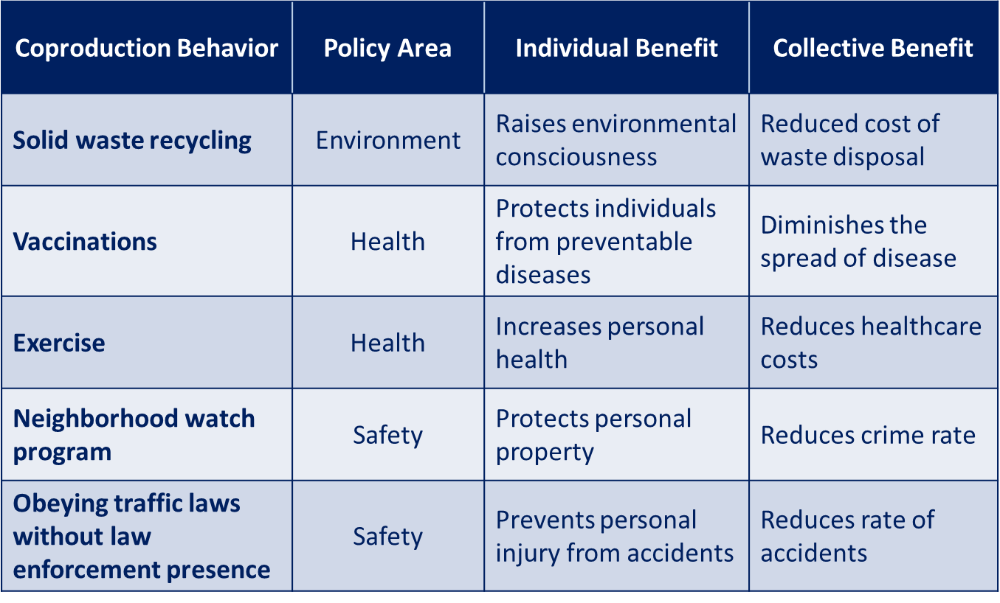 Coproduction Behavior
Policy Area
Individual Benefit
Collective Benefit
Solid waste recycling
Environment
Raises environmental
consciousness
Reduced cost of
waste disposal
Vaccinations
Health
Protects individuals
from preventable
diseases
Diminishes the
spread of disease
Exercise
Health
Increases personal
health
Reduces healthcare
costs
Neighborhood watch
program
Safety
Protects personal
property
Reduces crime rate
Obeying traffic laws
without law
enforcement presence
Safety
Prevents personal
injury from accidents
Reduces rate of
accidents